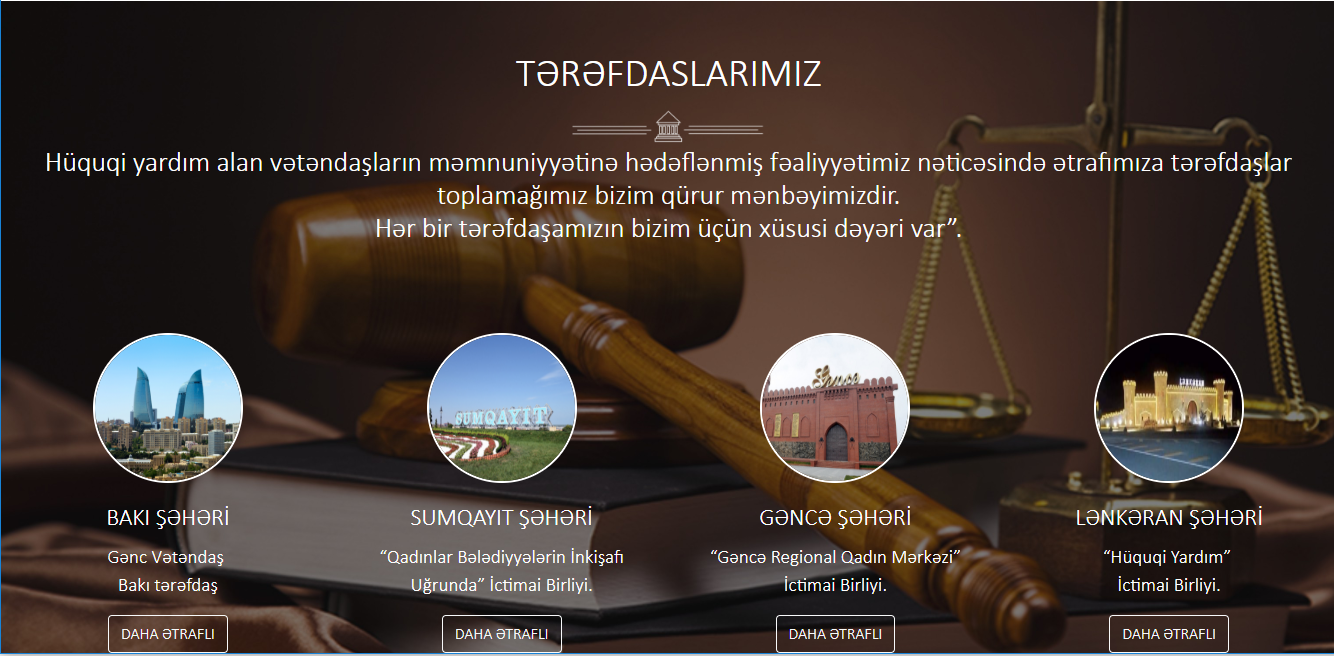 TƏRƏFDASLARIMIZ
Hüquqi yardım alan vətəndaşların məmnuniyyətinə hədəflənmiş fəaliyyətimiz nəticəsində ətrafımıza tərəfdaşlar
toplamağımız bizim qürur mənbəyimizdir.
Hər bir tərəfdaşamızın bizim üçün xüsusi dəyəri var”.
SUMQAYIT
Gəncə
LƏNKƏRAN
BAKI ŞƏHƏRİ
SUMQAYIT ŞƏHƏRİ
GƏNCƏ ŞƏHƏRİ
LƏNKƏRAN ŞƏHƏRİ
Gənc Vətəndaş
Bakı tərəfdaş
“Qadınlar Bələdiyyələrin İnkişafı
Uğrunda” İctimai Birliyi.
“Gəncə Regional Qadın Mərkəzi”
İctimai Birliyi.
“Hüquqi Yardım”
İctimai Birliyi.
DAHA ƏTRAFLI
DAHA ƏTRAFLI
DAHA ƏTRAFLI
DAHA ƏTRAFLI